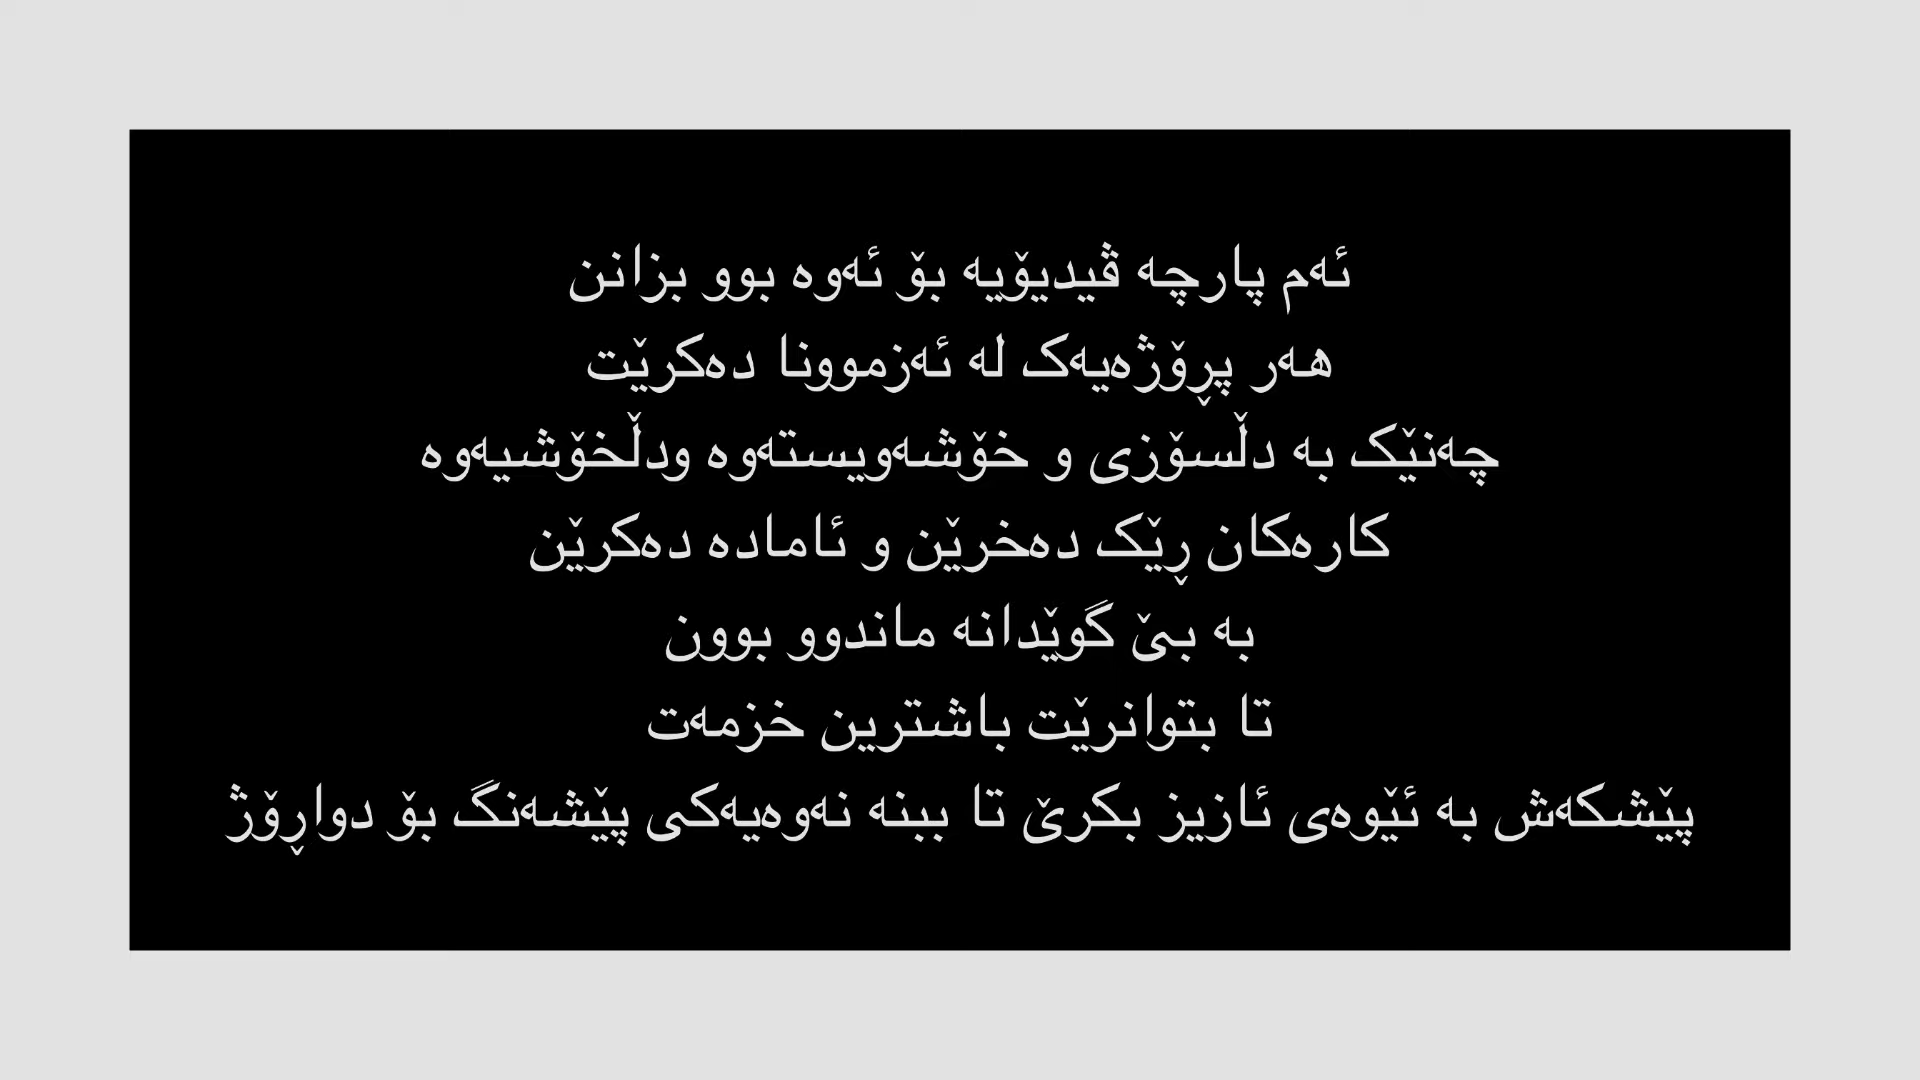 ئەم پارچە ڤیدیۆیە بۆ ئەوە بوو بزانن
هەر پڕۆژەیەک لە ئەزموونا دەکرێت
چەنێک بە دڵسۆزی و خۆشەویستەوە ودڵخۆشیەوە
کارەکان ڕێک دەخرێن و ئامادە دەکرێن
بە بێ گوێدانە ماندوو بوون
تا بتوانرێت باشترین خزمەت
پێشکەش بە ئێوەی ئازیز بکرێ تا ببنە نەوەیەکی پێشەنگ بۆ دواڕۆژ